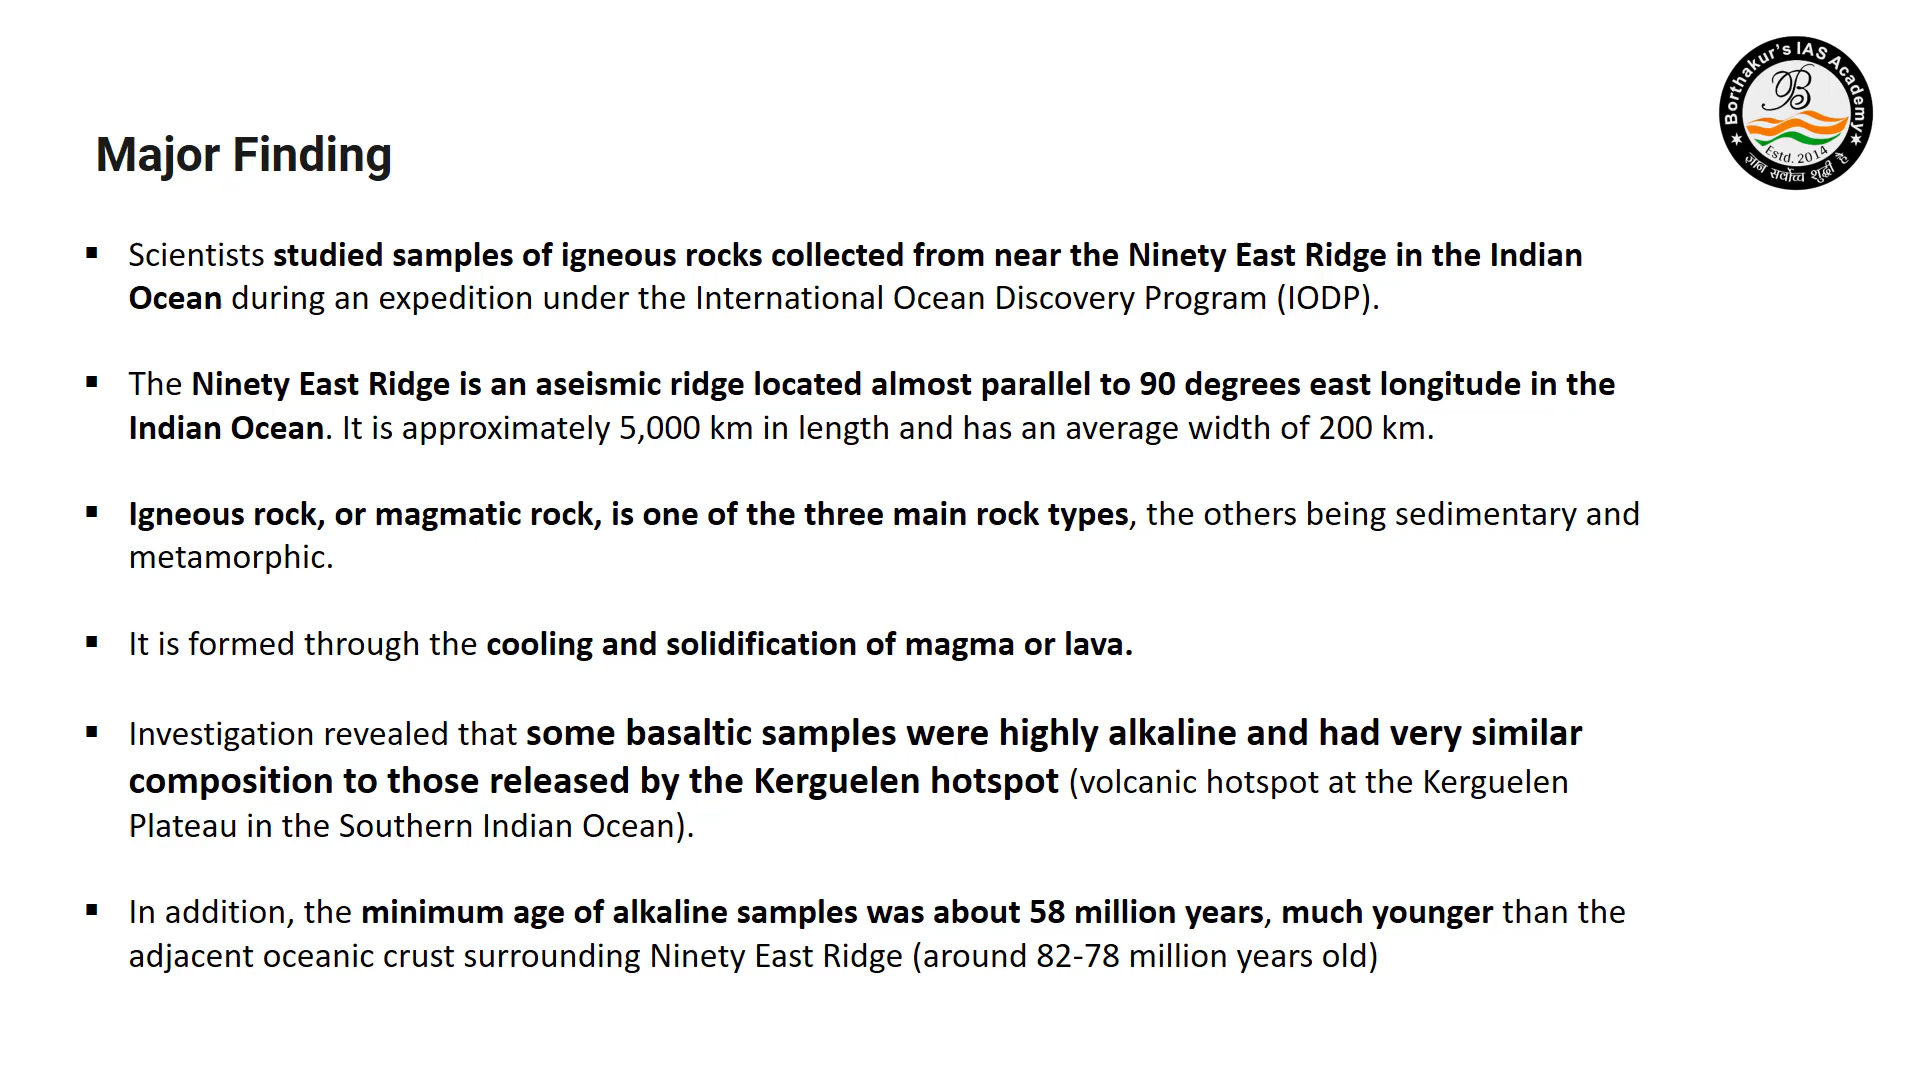 Borthakur's IAS Academy
B
Estd. 2014
ज्ञान सर्वोच्च शुद्धी है
Major Finding
▪ Scientists studied samples of igneous rocks collected from near the Ninety East Ridge in the Indian
Ocean during an expedition under the International Ocean Discovery Program (IODP).
▪ The Ninety East Ridge is an aseismic ridge located almost parallel to 90 degrees east longitude in the
Indian Ocean. It is approximately 5,000 km in length and has an average width of 200 km.
▪ Igneous rock, or magmatic rock, is one of the three main rock types, the others being sedimentary and
metamorphic.
▪ It is formed through the cooling and solidification of magma or lava.
▪ Investigation revealed that some basaltic samples were highly alkaline and had very similar
composition to those released by the Kerguelen hotspot (volcanic hotspot at the Kerguelen
Plateau in the Southern Indian Ocean).
▪ In addition, the minimum age of alkaline samples was about 58 million years, much younger than the
adjacent oceanic crust surrounding Ninety East Ridge (around 82-78 million years old)